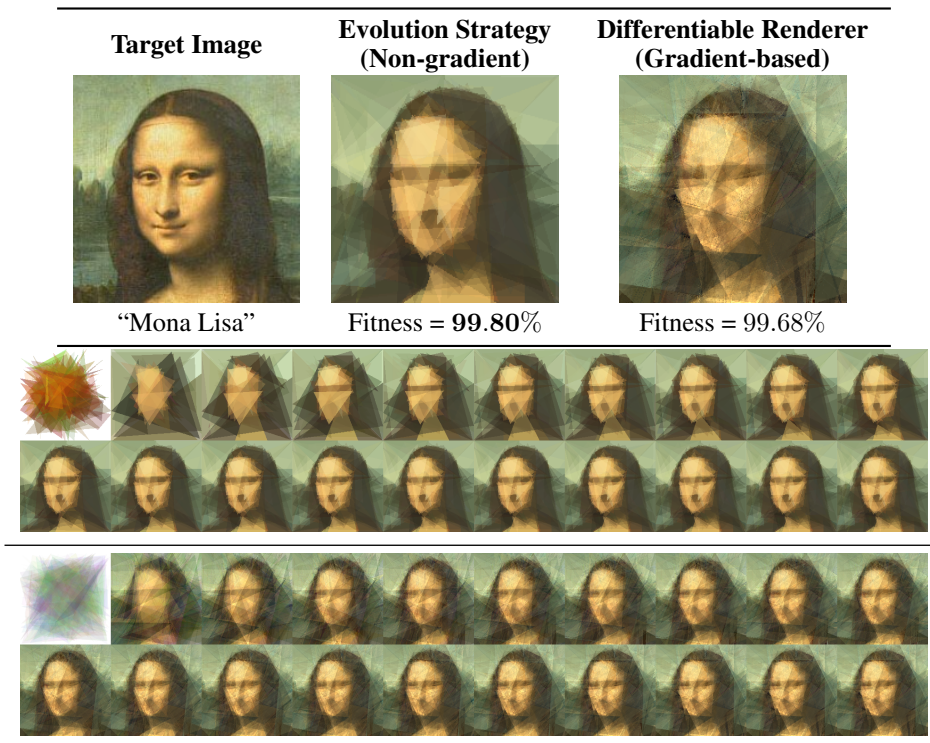 Target Image
Evolution Strategy
(Non-gradient)
Differentiable Renderer
(Gradient-based)
“Mona Lisa”
Fitness = 99.80%
Fitness = 99.68%